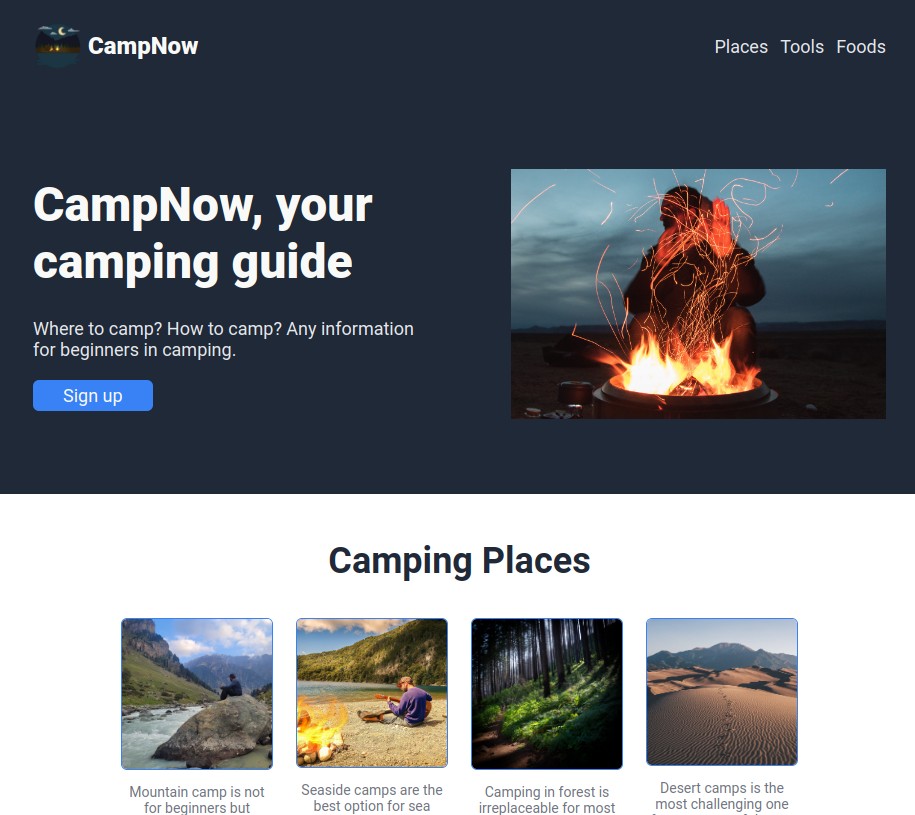 CampNow
Places Tools Foods
CampNow, your
camping guide
Where to camp? How to camp? Any information
for beginners in camping.
Sign up
Camping Places
Mountain camp is not
for beginners but
Seaside camps are the
best option for sea
Camping in forest is
irreplaceable for most
Desert camps is the
most challenging one